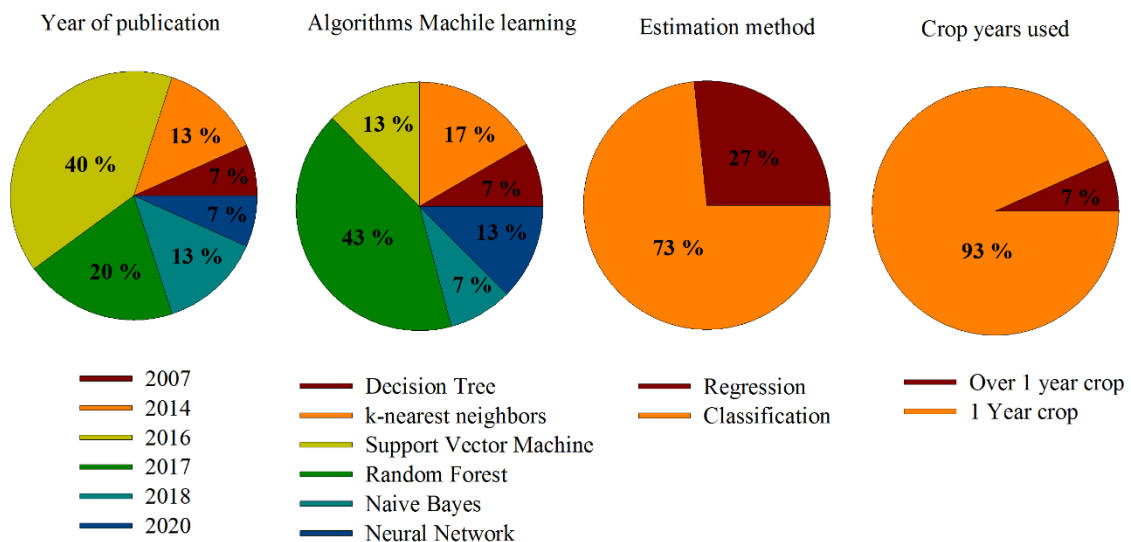 Year of publication
40 %
13 %
7 %
7 %
13 %
20 %
2007
2014
2016
2017
2018
2020
Algorithms Machile learning
13 %
17 %
7 %
13 %
7 %
43 %
Decision Tree
k-nearest neighbors
Support Vector Machine
Random Forest
Naive Bayes
Neural Network
Estimation method
27 %
73 %
Regression
Classification
Crop years used
7 %
93 %
Over 1 year crop
1 Year crop